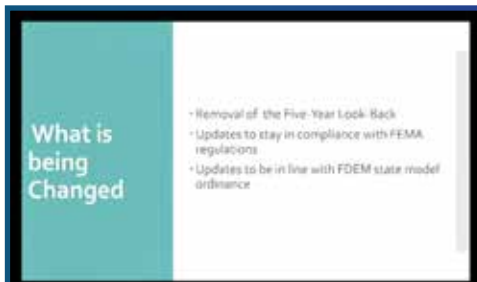 What is
being
Changed
• Removal of the Five-Year Look-Back
• Updates to stay in compliance with FEMA
regulations
• Updates to be in line with FDEM state model
ordinance